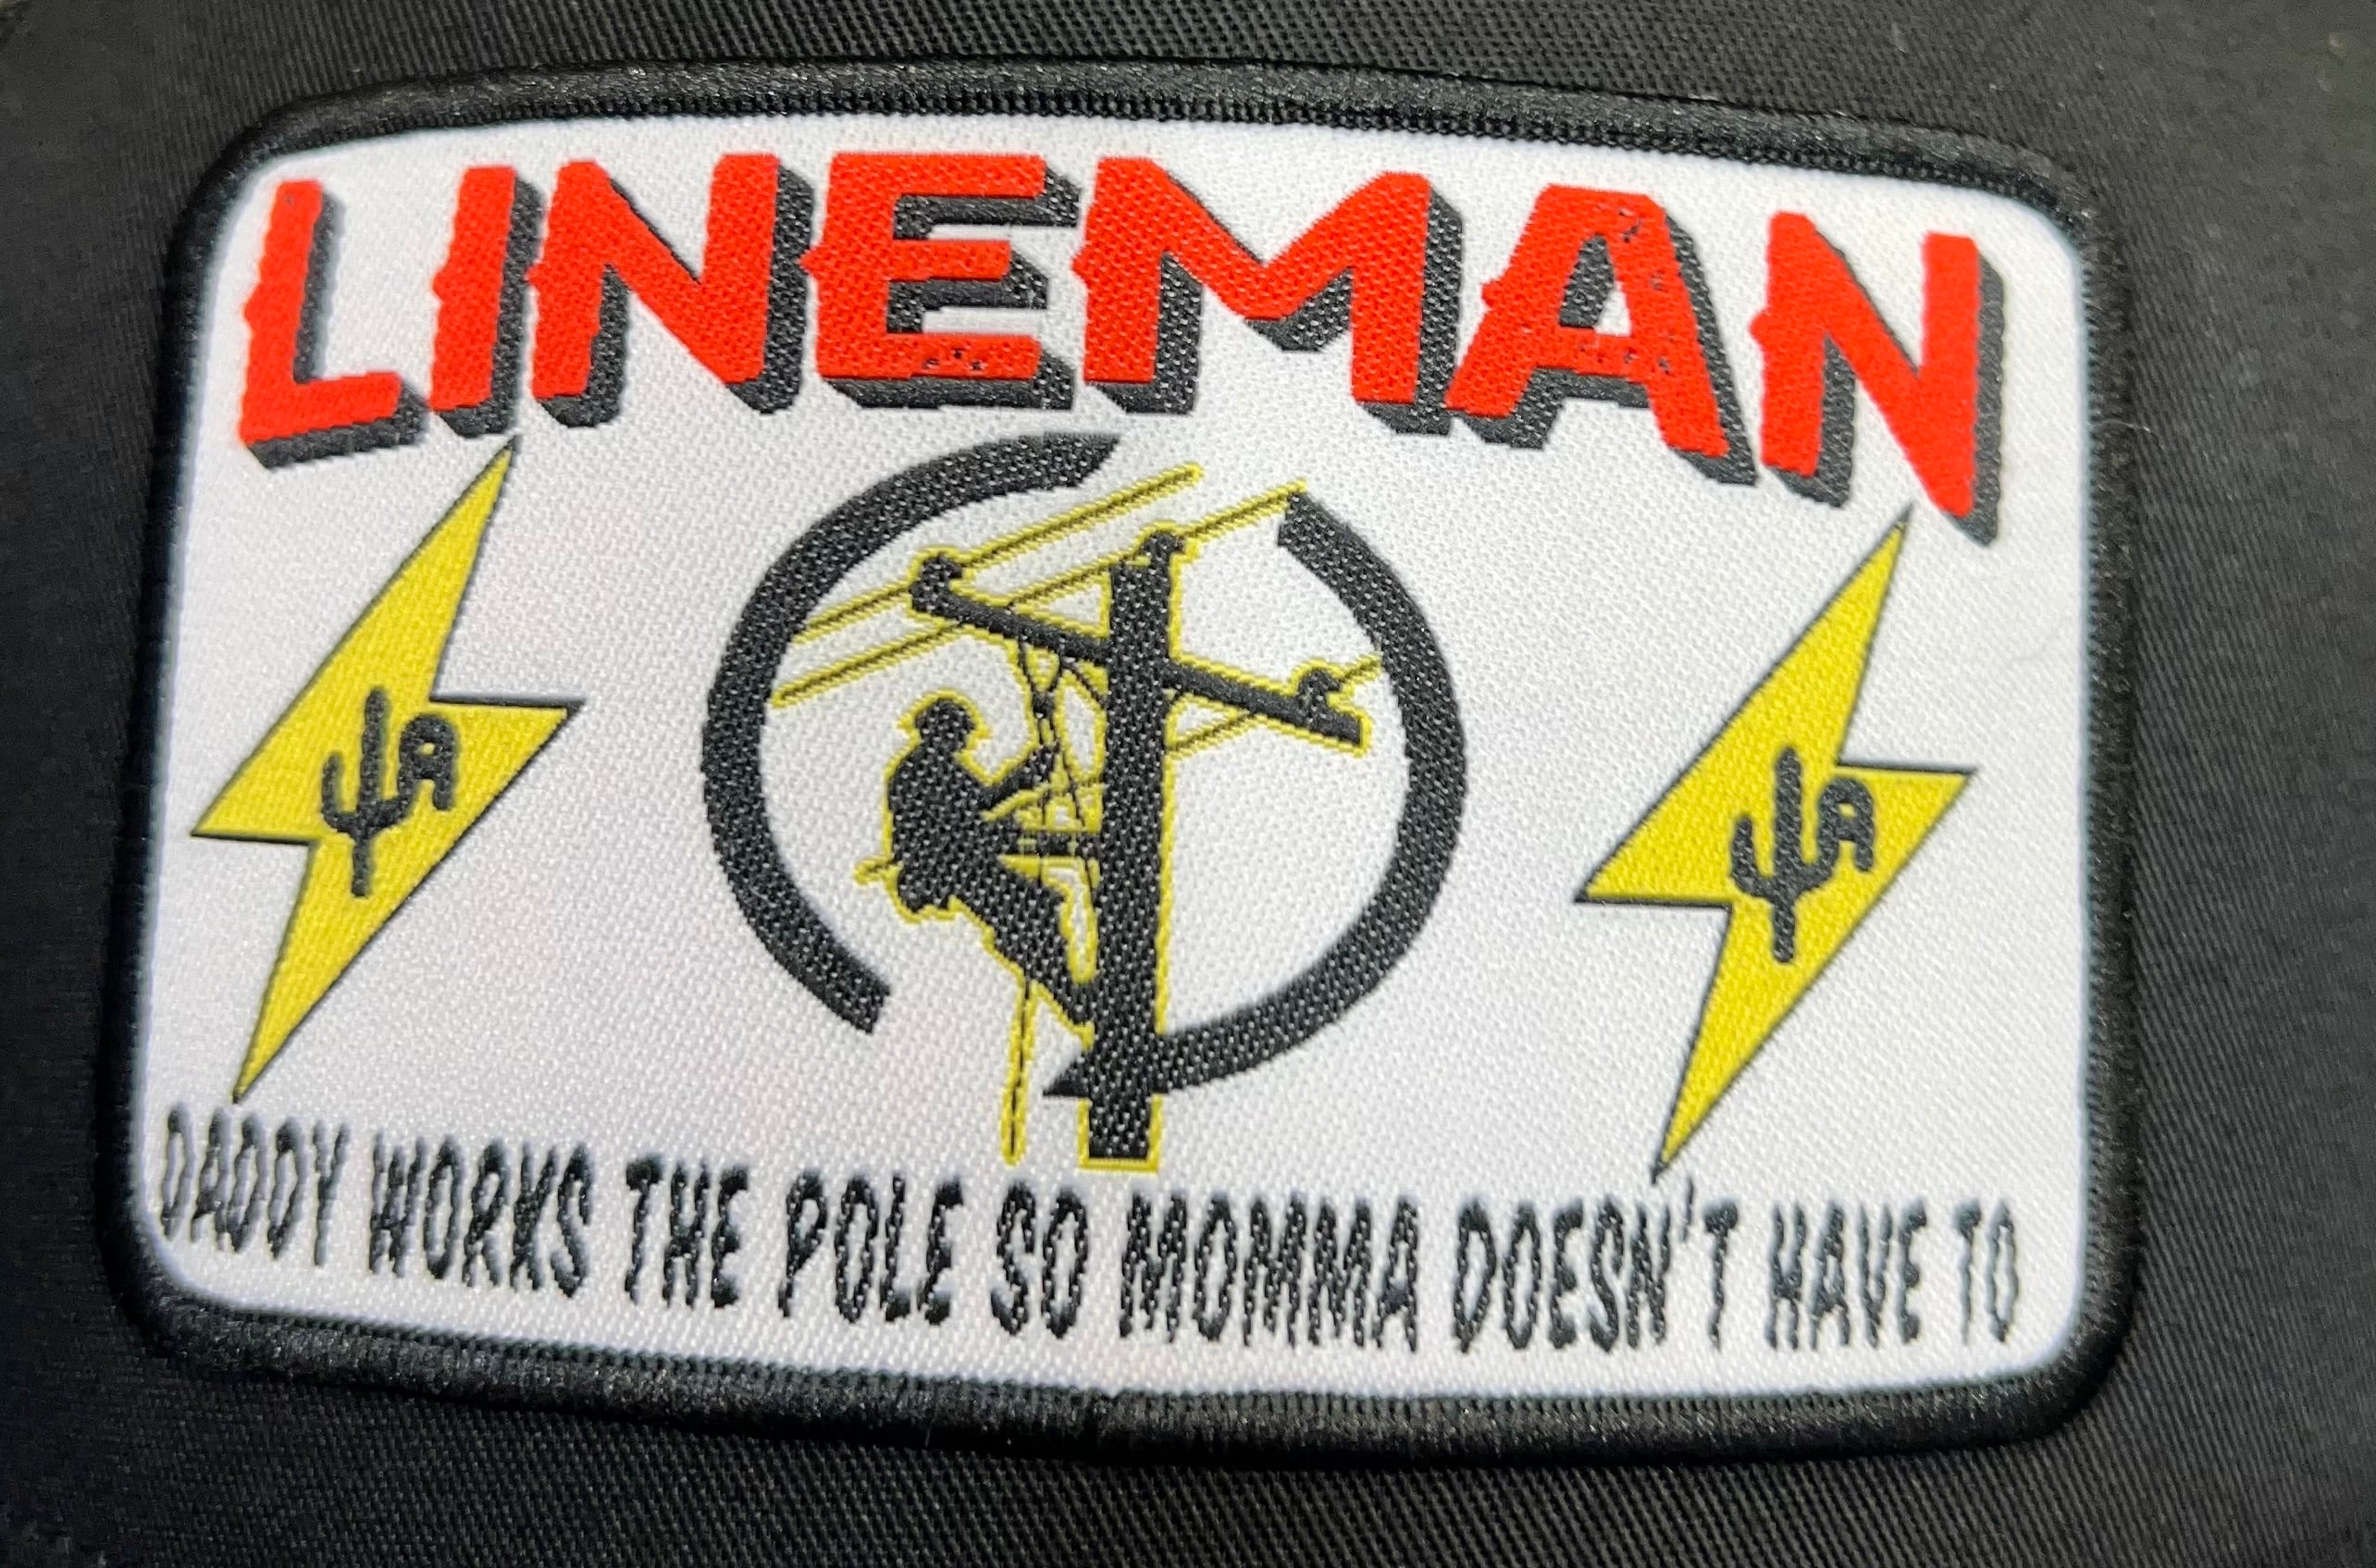 LINEMAN
DADDY WORKS THE POLE SO MOMMA DOESN'T HAVE TO